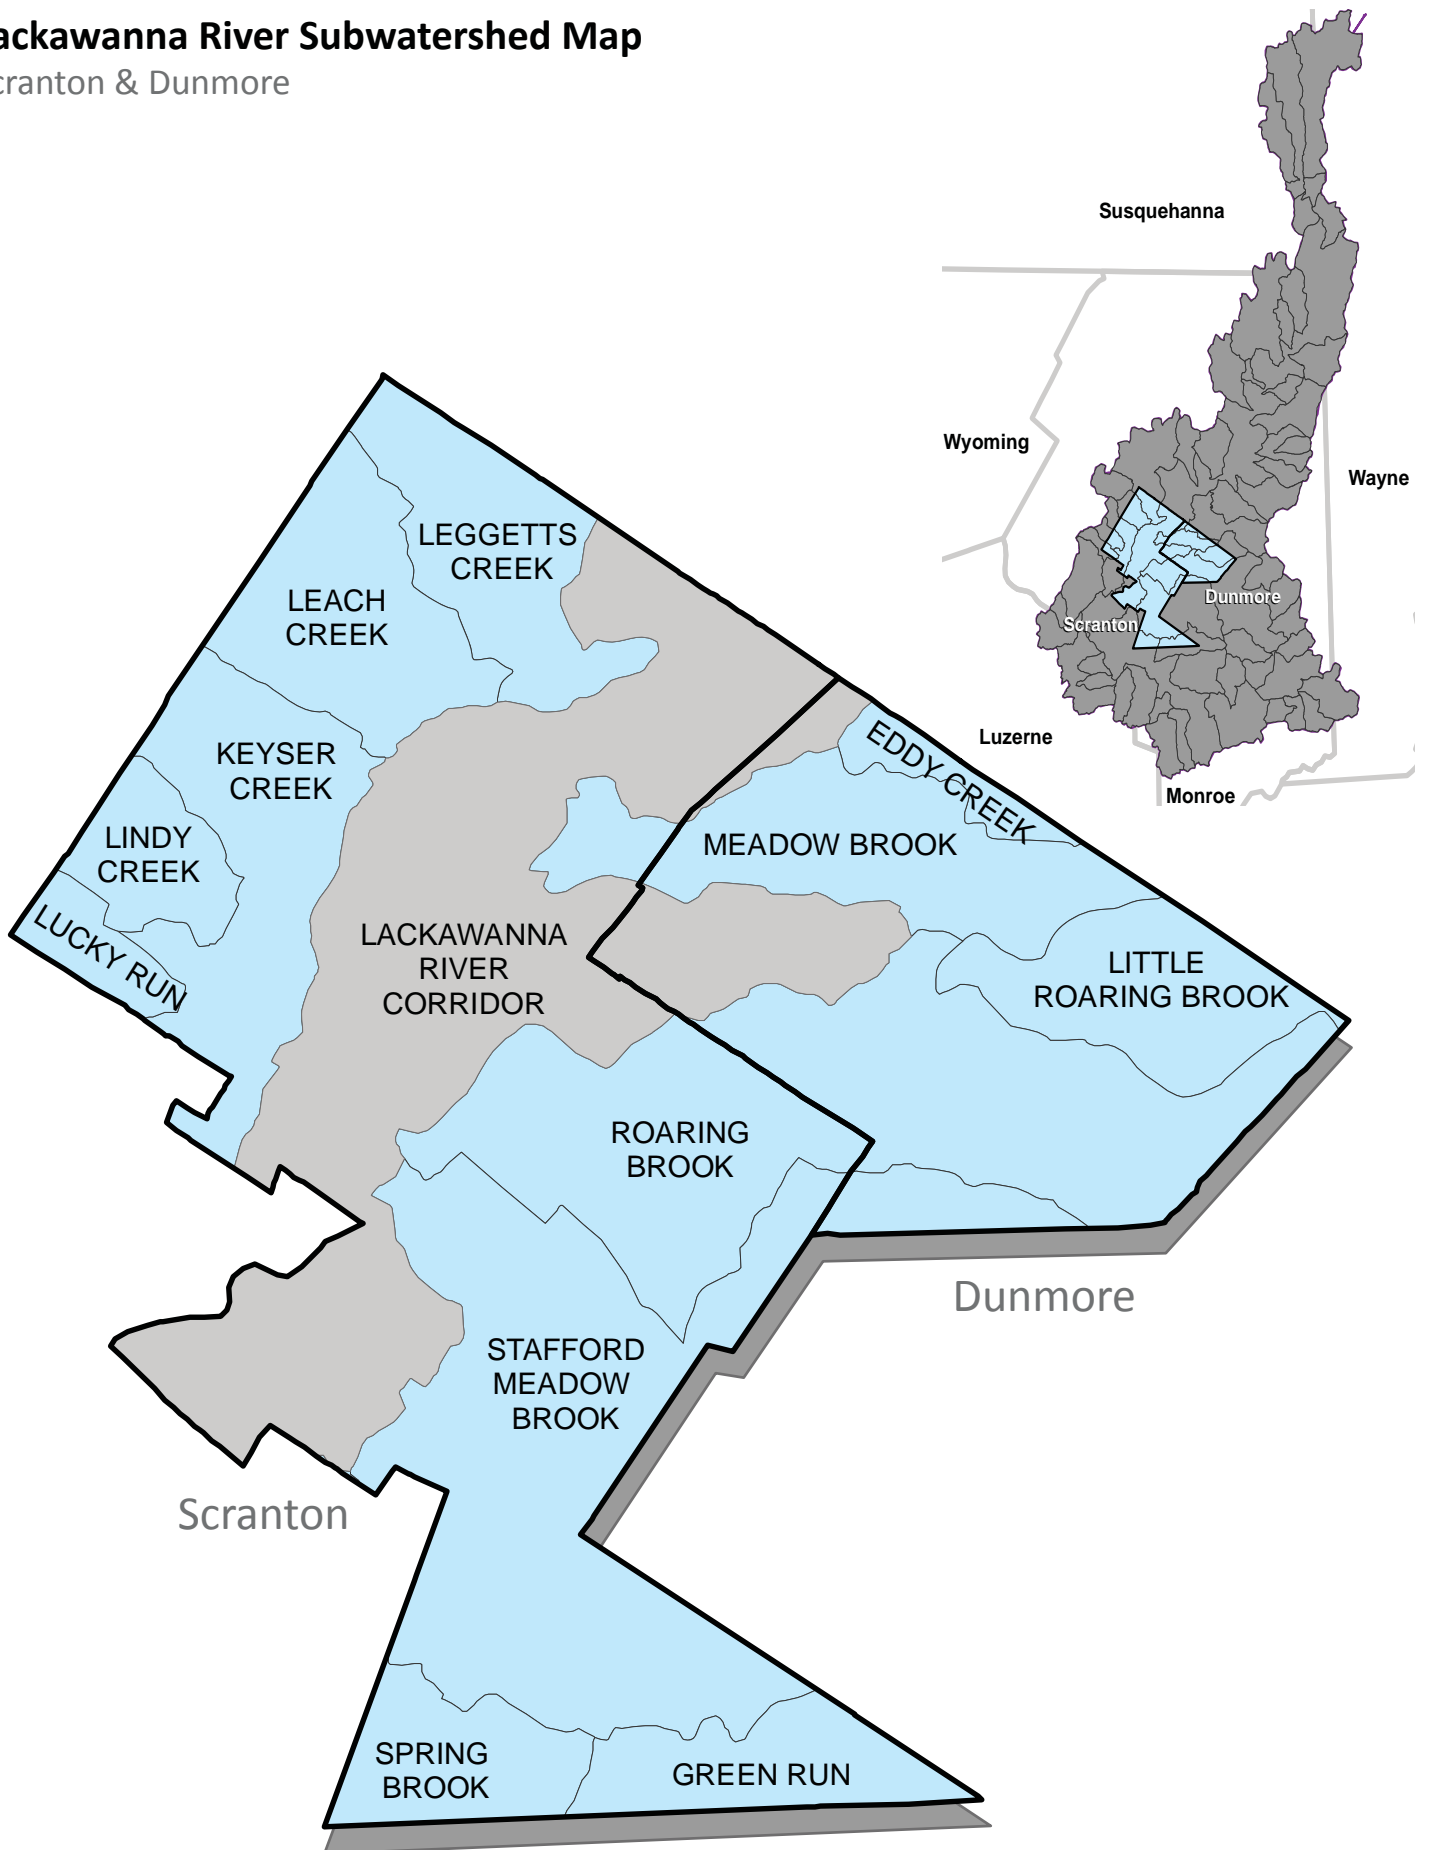 ackawanna River Subwatershed Map
cranton & Dunmore
Susquehanna
Wyoming
Wayne
Dunmore
Scranton
Luzerne
Monroe
LEGGETTS
CREEK
LEACH
CREEK
KEYSER
CREEK
EDDY CREEK
LINDY
CREEK
MEADOW BROOK
LUCKY RUN
LACKAWANNA
RIVER
CORRIDOR
LITTLE
ROARING BROOK
ROARING
BROOK
Dunmore
STAFFORD
MEADOW
BROOK
Scranton
SPRING
BROOK
GREEN RUN